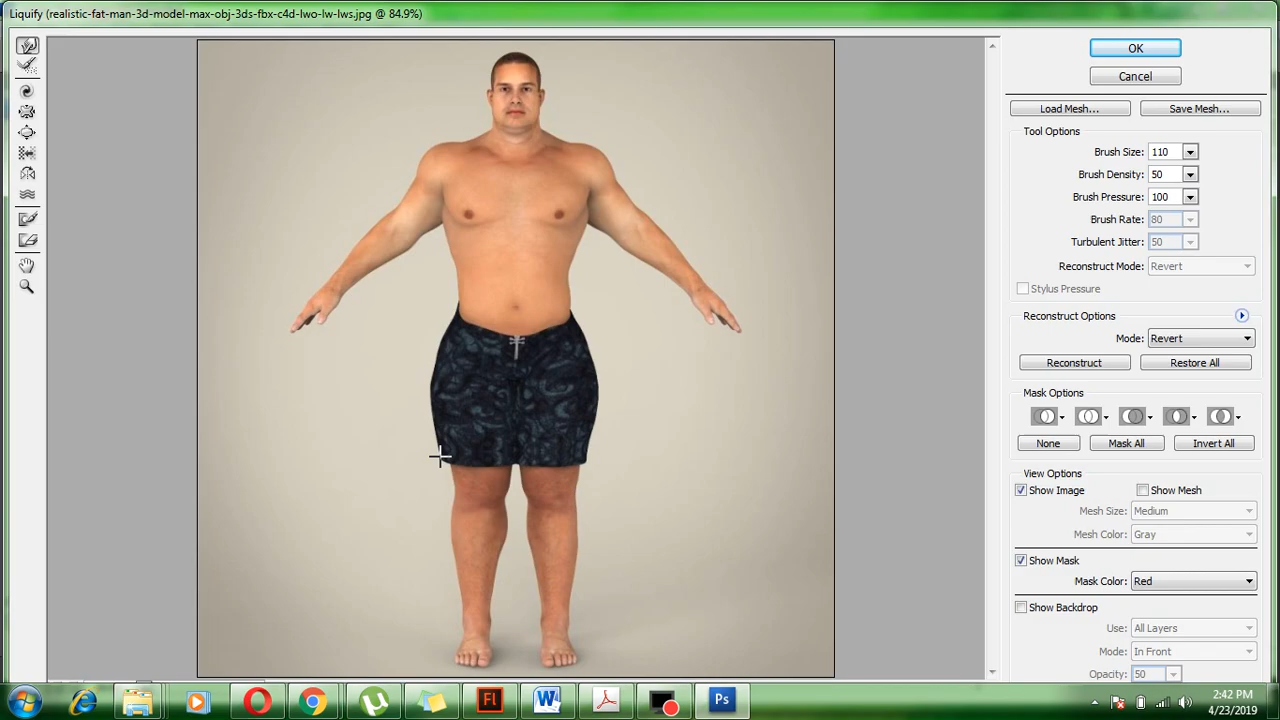 Liquify (realistic-fat-man-3d-model-max-obj-3ds-fbx-c4d-lwo-lw-lws.jpg @ 84.9%)
OK
Cancel
Load Mesh... Save Mesh...
Tool Options
Brush Size: 110
Brush Density: 50
Brush Pressure: 100
Brush Rate: 80
Turbulent Jitter: 50
Reconstruct Mode: Revert
Stylus Pressure
Reconstruct Options
Mode: Revert
Reconstruct Restore All
Mask Options
None Mask All Invert All
View Options
Show Image Show Mesh
Mesh Size: Medium
Mesh Color: Gray
Show Mask
Mask Color: Red
Show Backdrop
Use: All Layers
Mode: In Front
Opacity: 50
Fl W Ps
2:42 PM
4/23/2019